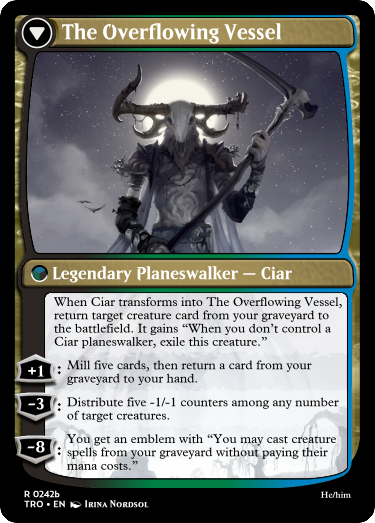 The Overflowing Vessel
Legendary Planeswalker — Ciar
When Ciar transforms into The Overflowing Vessel,
return target creature card from your graveyard
to the battlefield. It gains “When you don’t control a
Ciar planeswalker, exile this creature.”
+1 : Mill five cards, then return a card from your
graveyard to your hand.
-3 : Distribute five -1/-1 counters among any number
of target creatures.
-8 : You get an emblem with “You may cast creature
spells from your graveyard without paying their
mana costs.”
R 0242b
TRO • EN Irina Nordsol
He/him